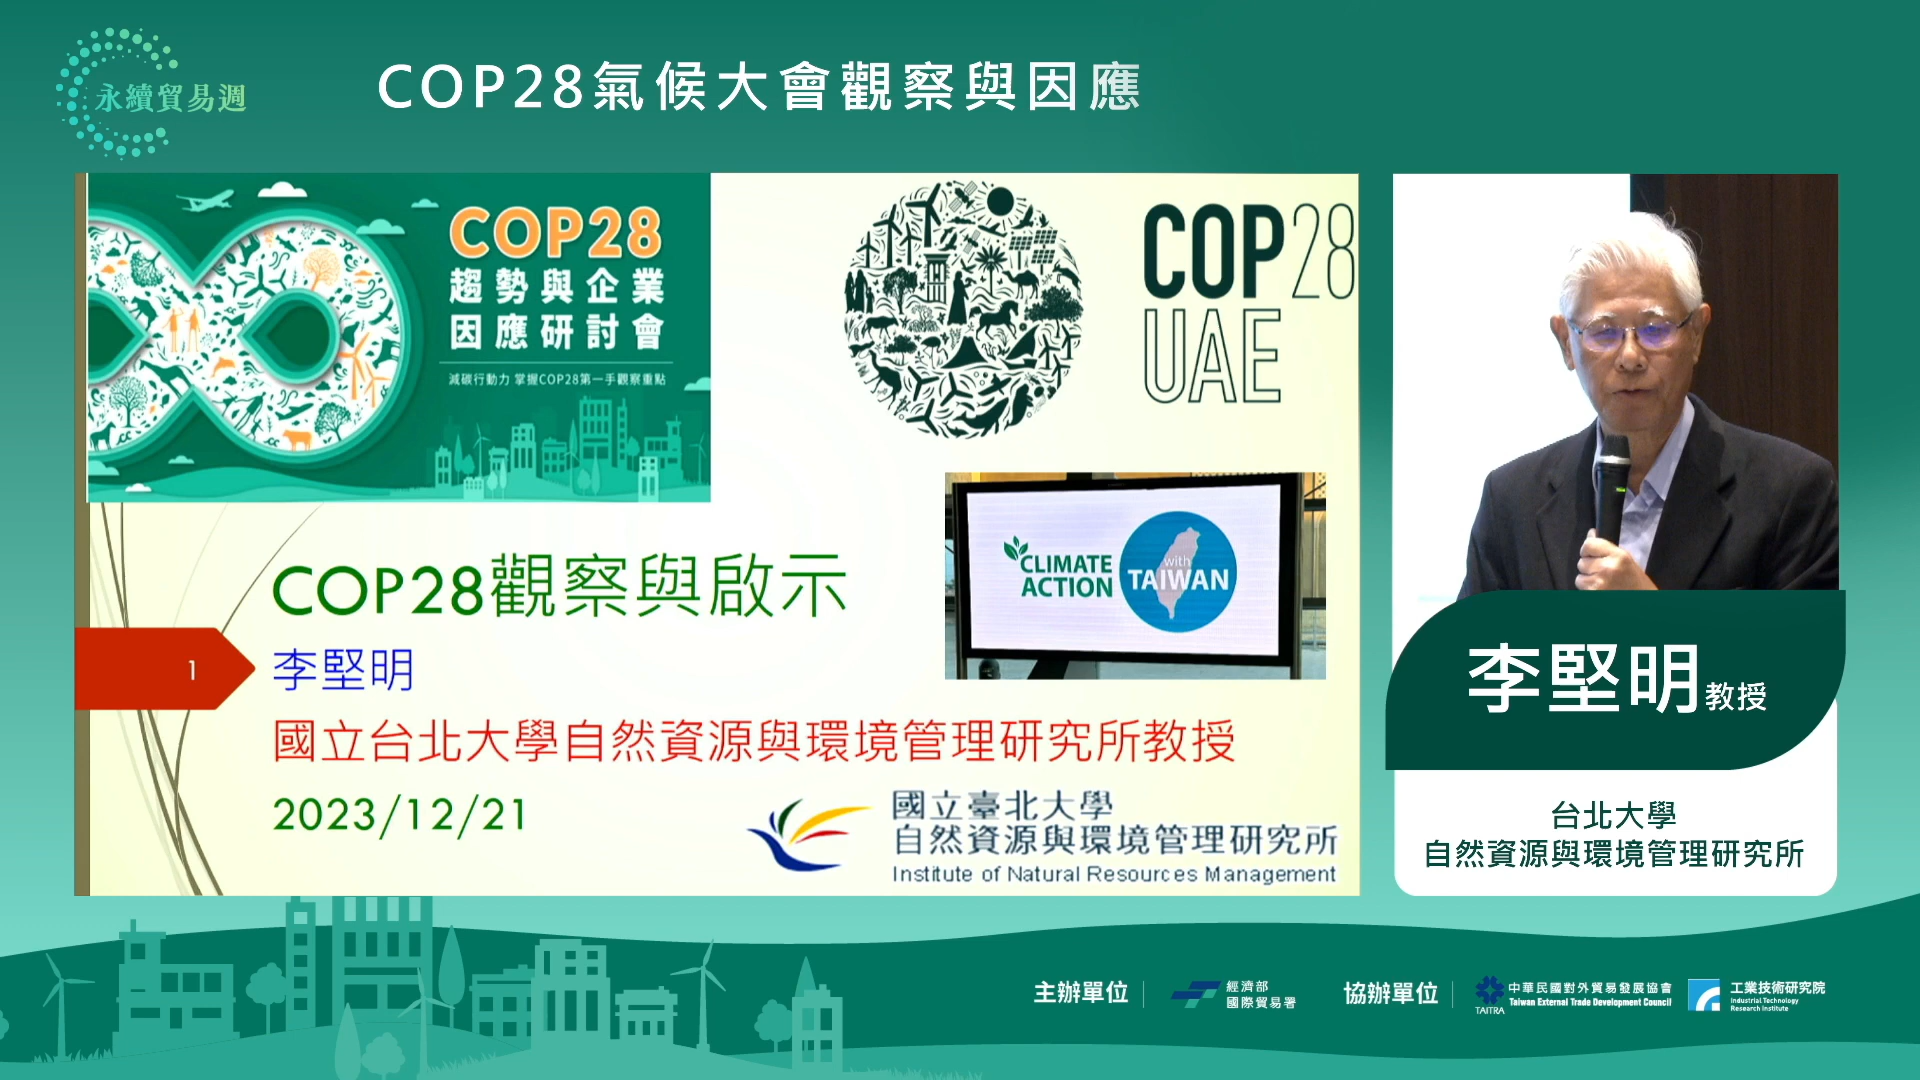 永續貿易週
COP28氣候大會觀察與因應
COP28
趨勢與企業
因應研討會
減碳行動力 掌握COP28第一手觀察重點
COP28
UAE
CLIMATE
ACTION
with
TAIWAN
COP28觀察與啟示
1
李堅明
國立台北大學自然資源與環境管理研究所教授
2023/12/21
國立臺北大學
自然資源與環境管理研究所
Institute of Natural Resources Management
李堅明教授
台北大學
自然資源與環境管理研究所
主辦單位
經濟部
國際貿易署
協辦單位
TAITRA
中華民國對外貿易發展協會
Taiwan External Trade Development Council
工業技術研究院
Industrial Technology
Research Institute